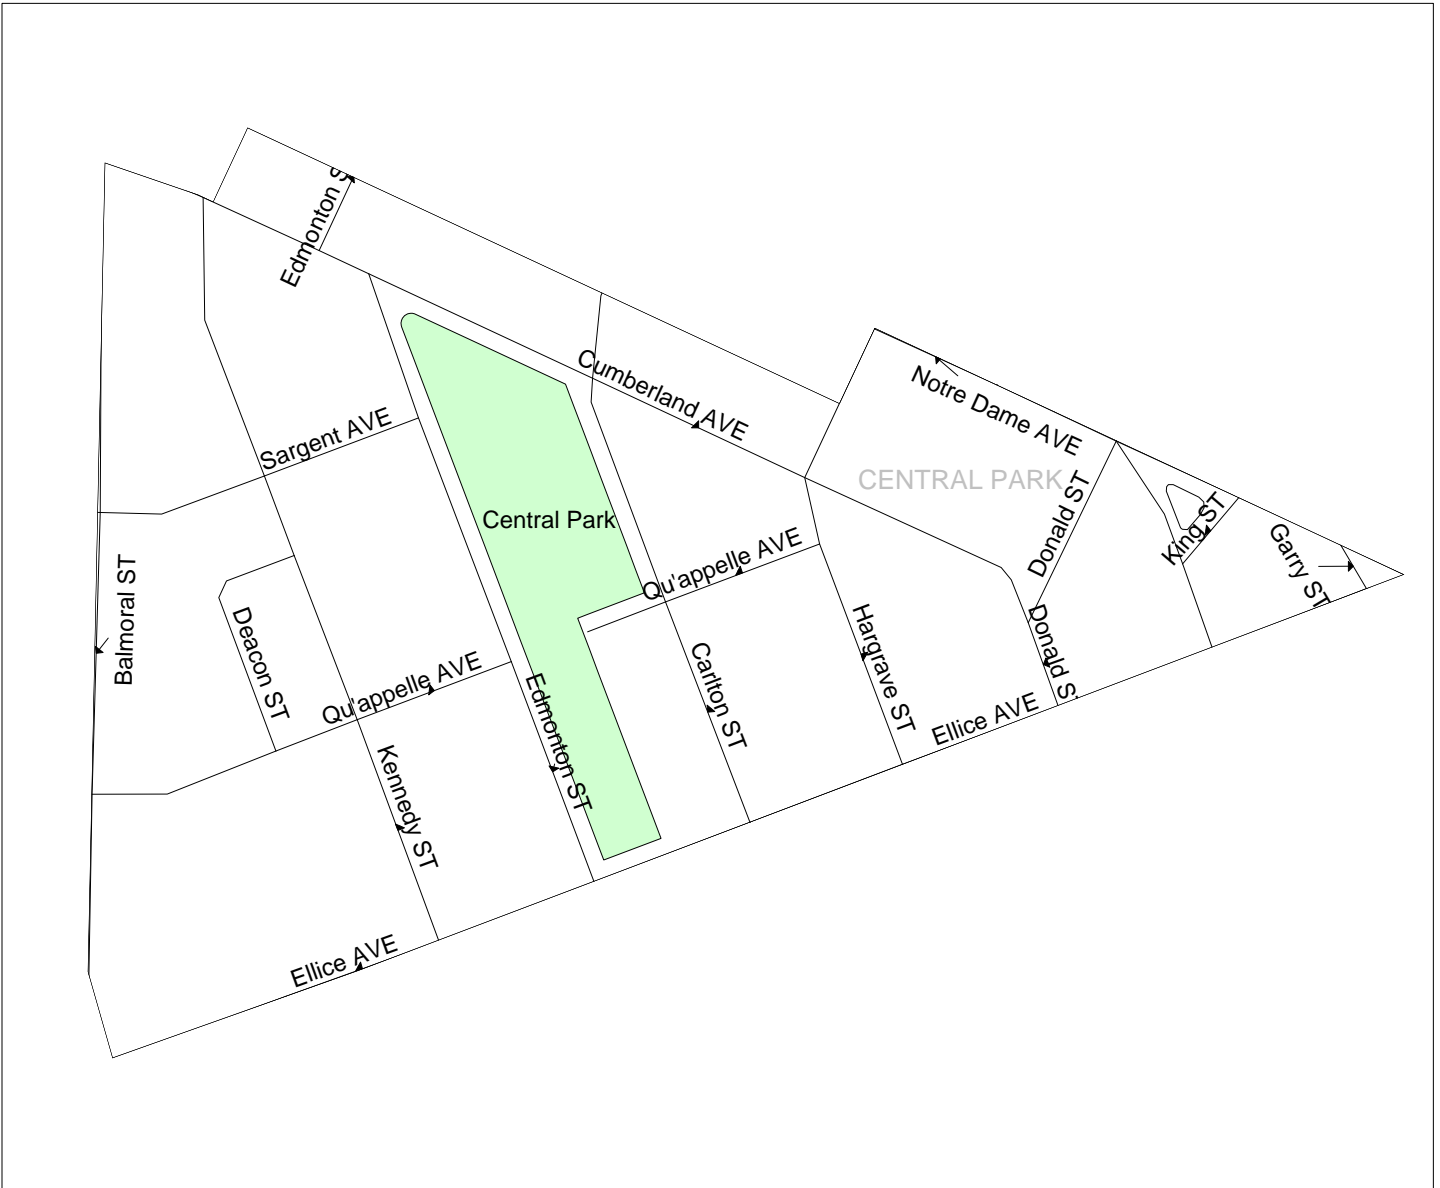 Edmonton S
Cumberland AVE
Notre Dame AVE
Sargent AVE
CENTRAL PARK
Donald ST
King ST
Central Park
Garry ST
Qu'appelle AVE
Balmoral ST
Deacon ST
Hargrave ST
Donald S
Carlton ST
Qu'appelle AVE
Edmonton ST
Ellice AVE
Kennedy ST
Ellice AVE